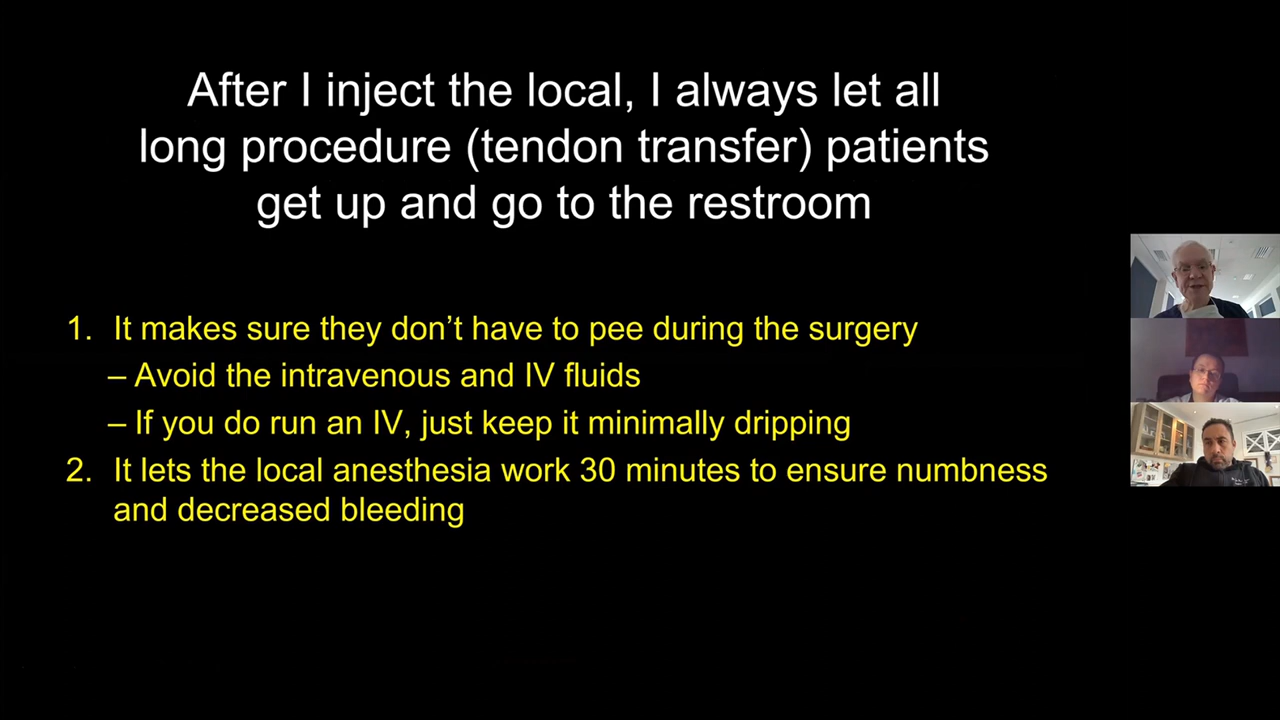 After I inject the local, I always let all
long procedure (tendon transfer) patients
get up and go to the restroom
1. It makes sure they don’t have to pee during the surgery
– Avoid the intravenous and IV fluids
– If you do run an IV, just keep it minimally dripping
2. It lets the local anesthesia work 30 minutes to ensure numbness
and decreased bleeding